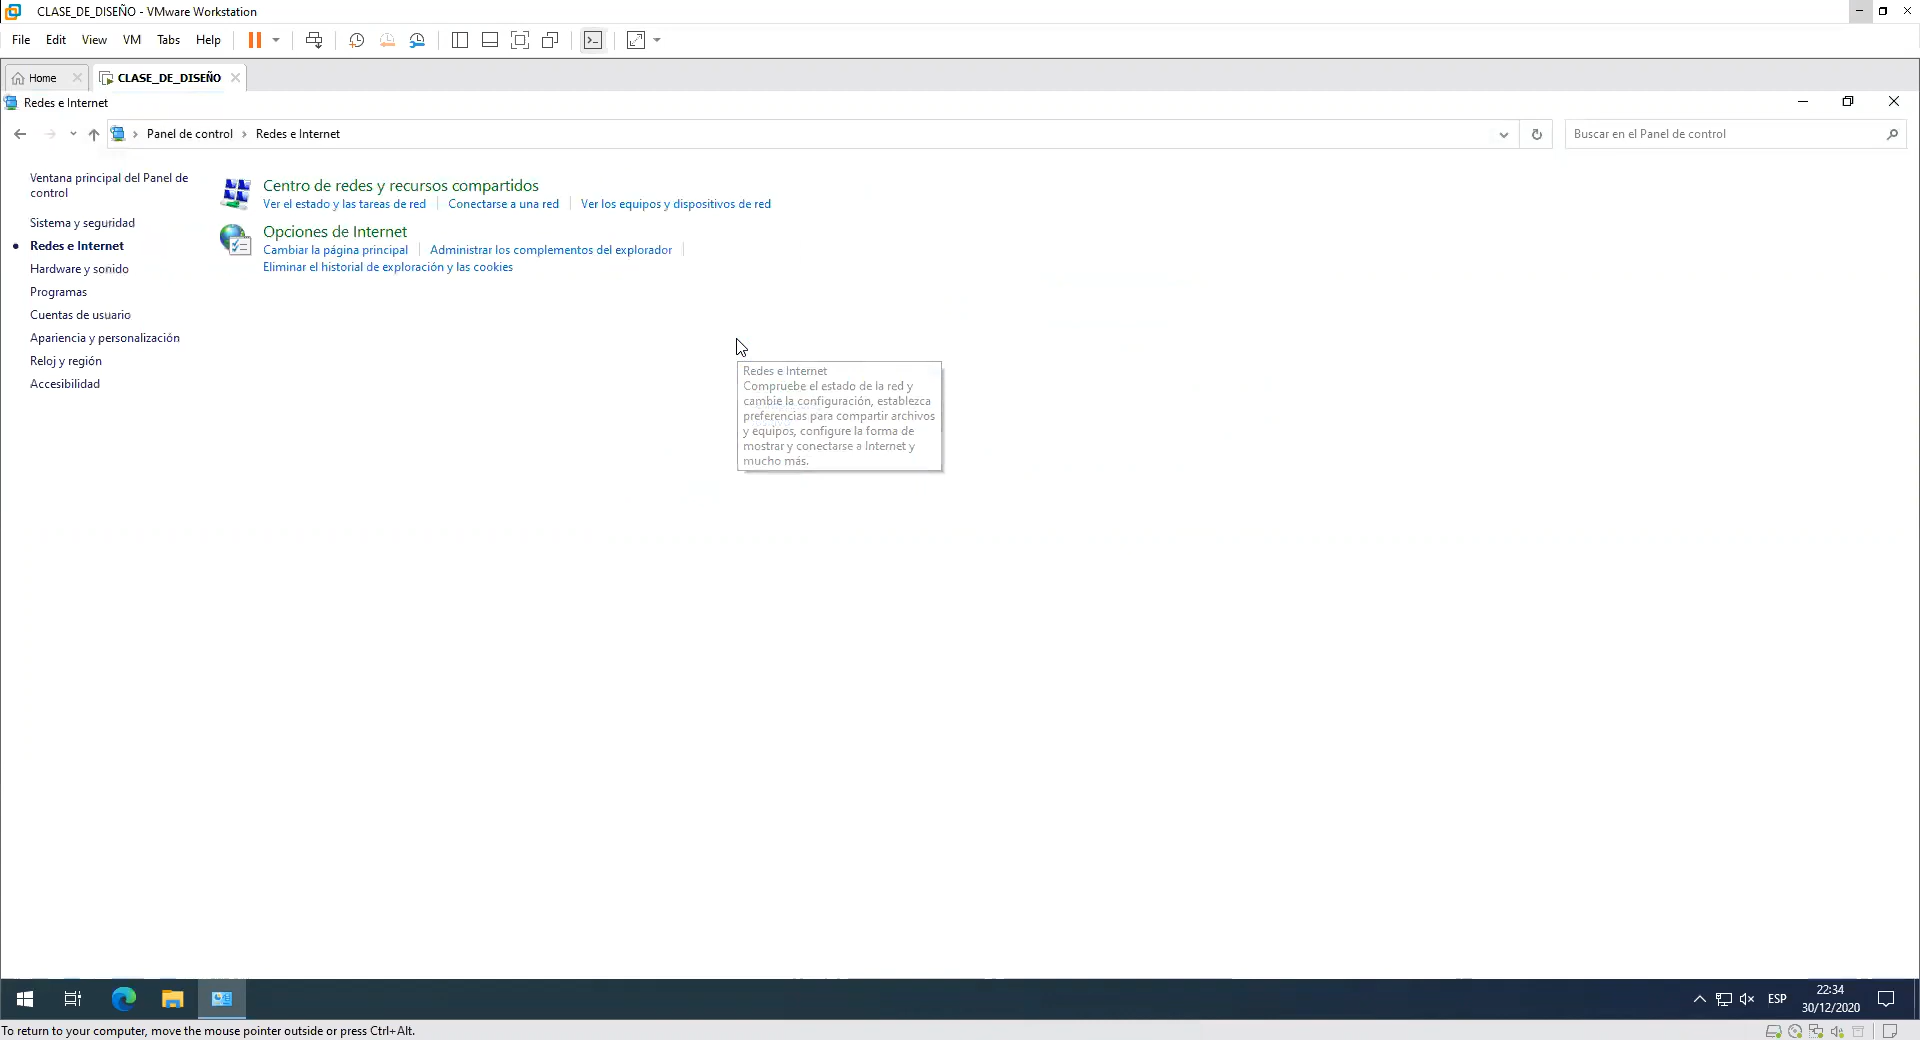 CLASE_DE_DISEÑO - VMware Workstation
File Edit View VM Tabs Help
Home CLASE_DE_DISEÑO
Redes e Internet
Panel de control Redes e Internet
Buscar en el Panel de control
Ventana principal del Panel de
control
Sistema y seguridad
Redes e Internet
Hardware y sonido
Programas
Cuentas de usuario
Apariencia y personalización
Reloj y región
Accesibilidad
Centro de redes y recursos compartidos
Ver el estado y las tareas de red Conectarse a una red Ver los equipos y dispositivos de red
Opciones de Internet
Cambiar la página principal Administrar los complementos del explorador
Eliminar el historial de exploración y las cookies
Redes e Internet
Compruebe el estado de la red y
cambie la configuración, establezca
preferencias para compartir archivos
y equipos, configure la forma de
mostrar y conectarse a Internet y
mucho más.
ESP
22:34
30/12/2020
To return to your computer, move the mouse pointer outside or press Ctrl+Alt.